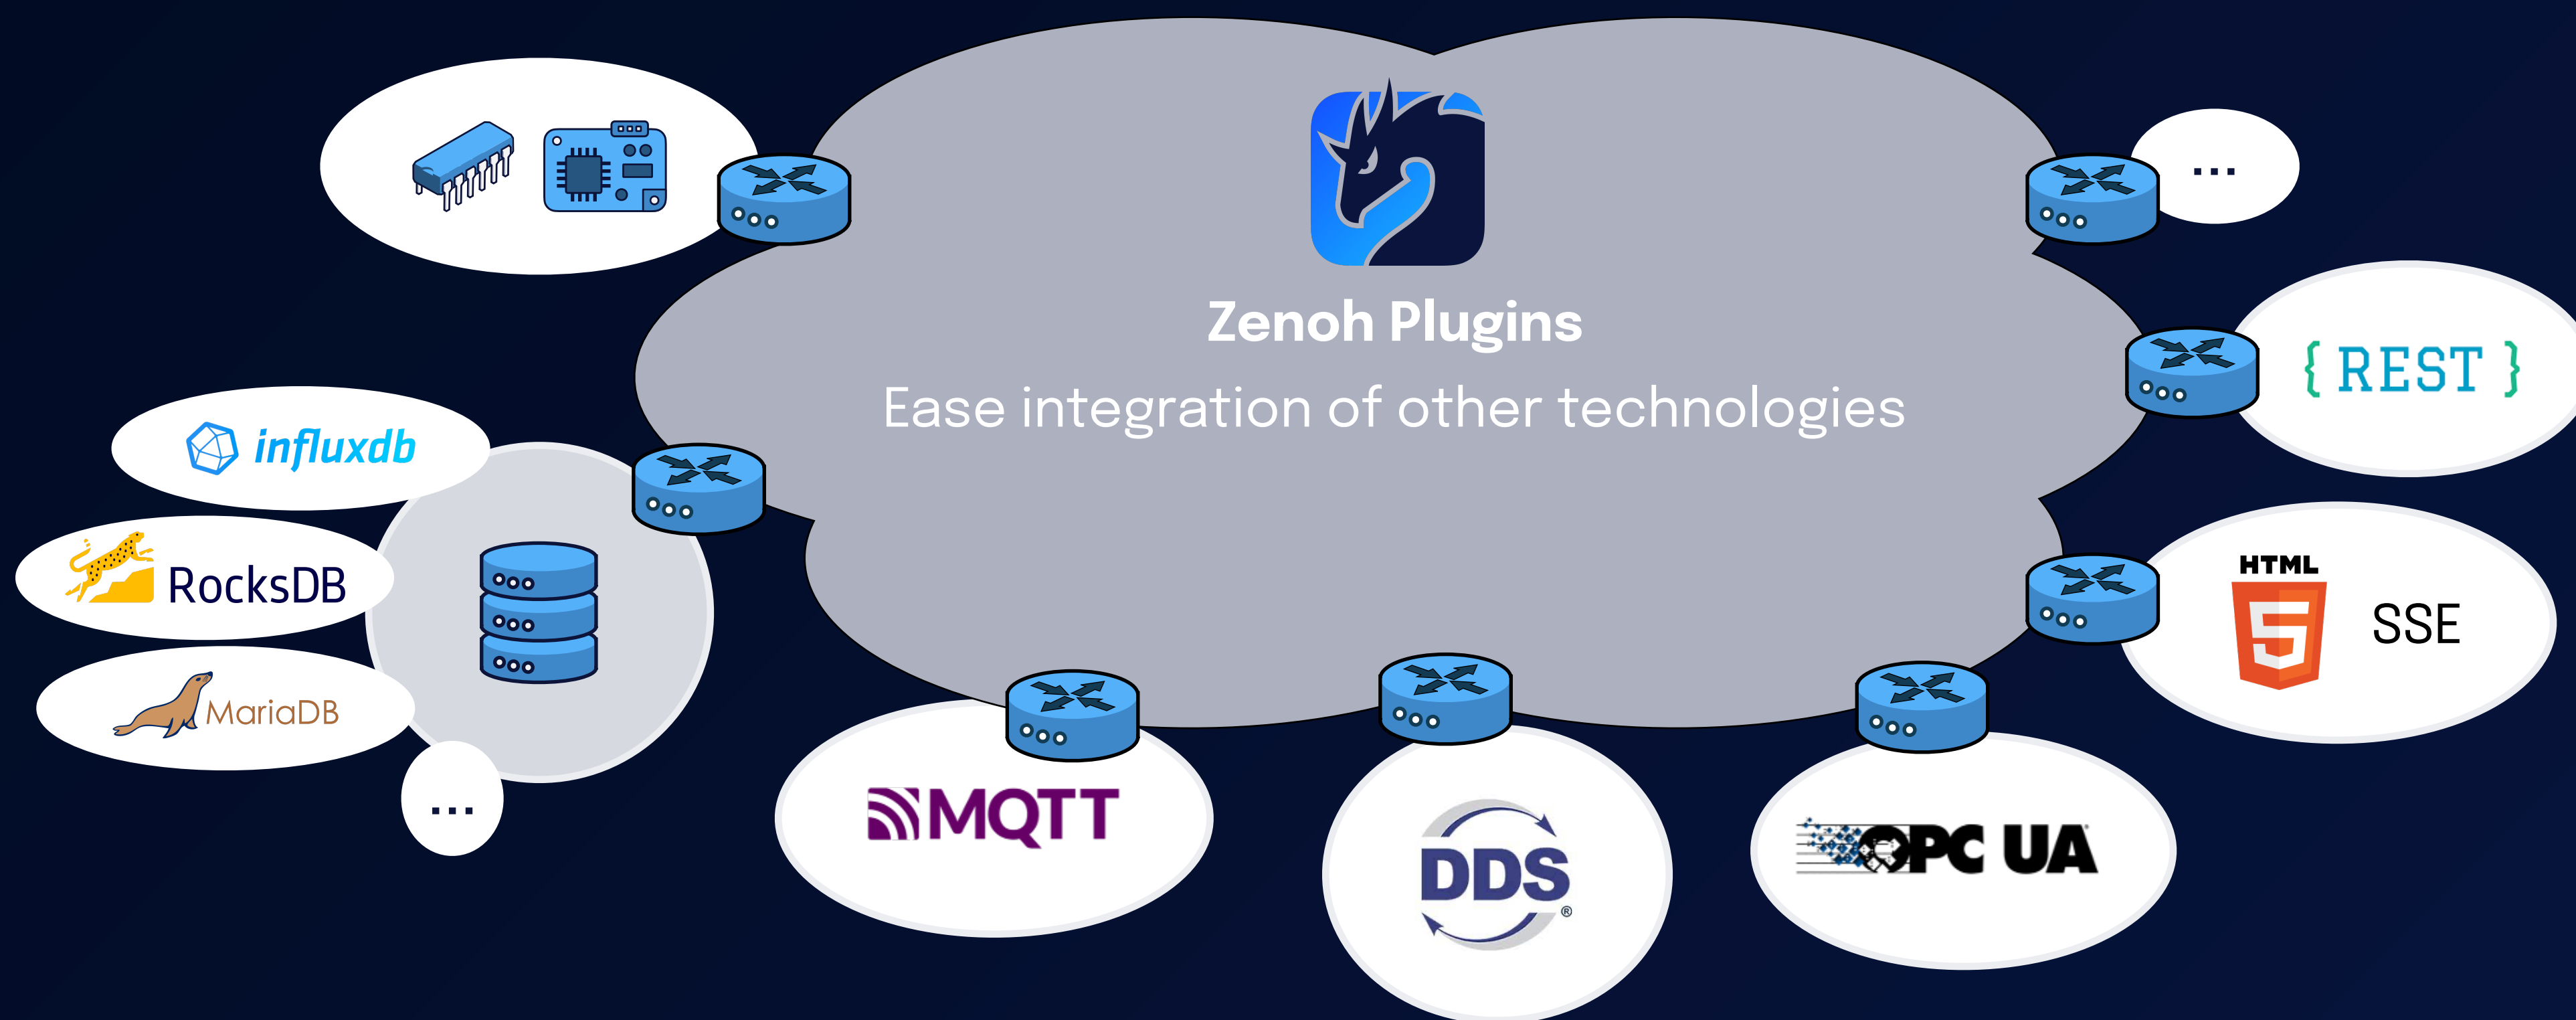 Zenoh Plugins
Ease integration of other technologies
...
{ REST }
influxdb
HTML
SSE
RocksDB
MariaDB
...
MQTT
DDS
®
OPC UA